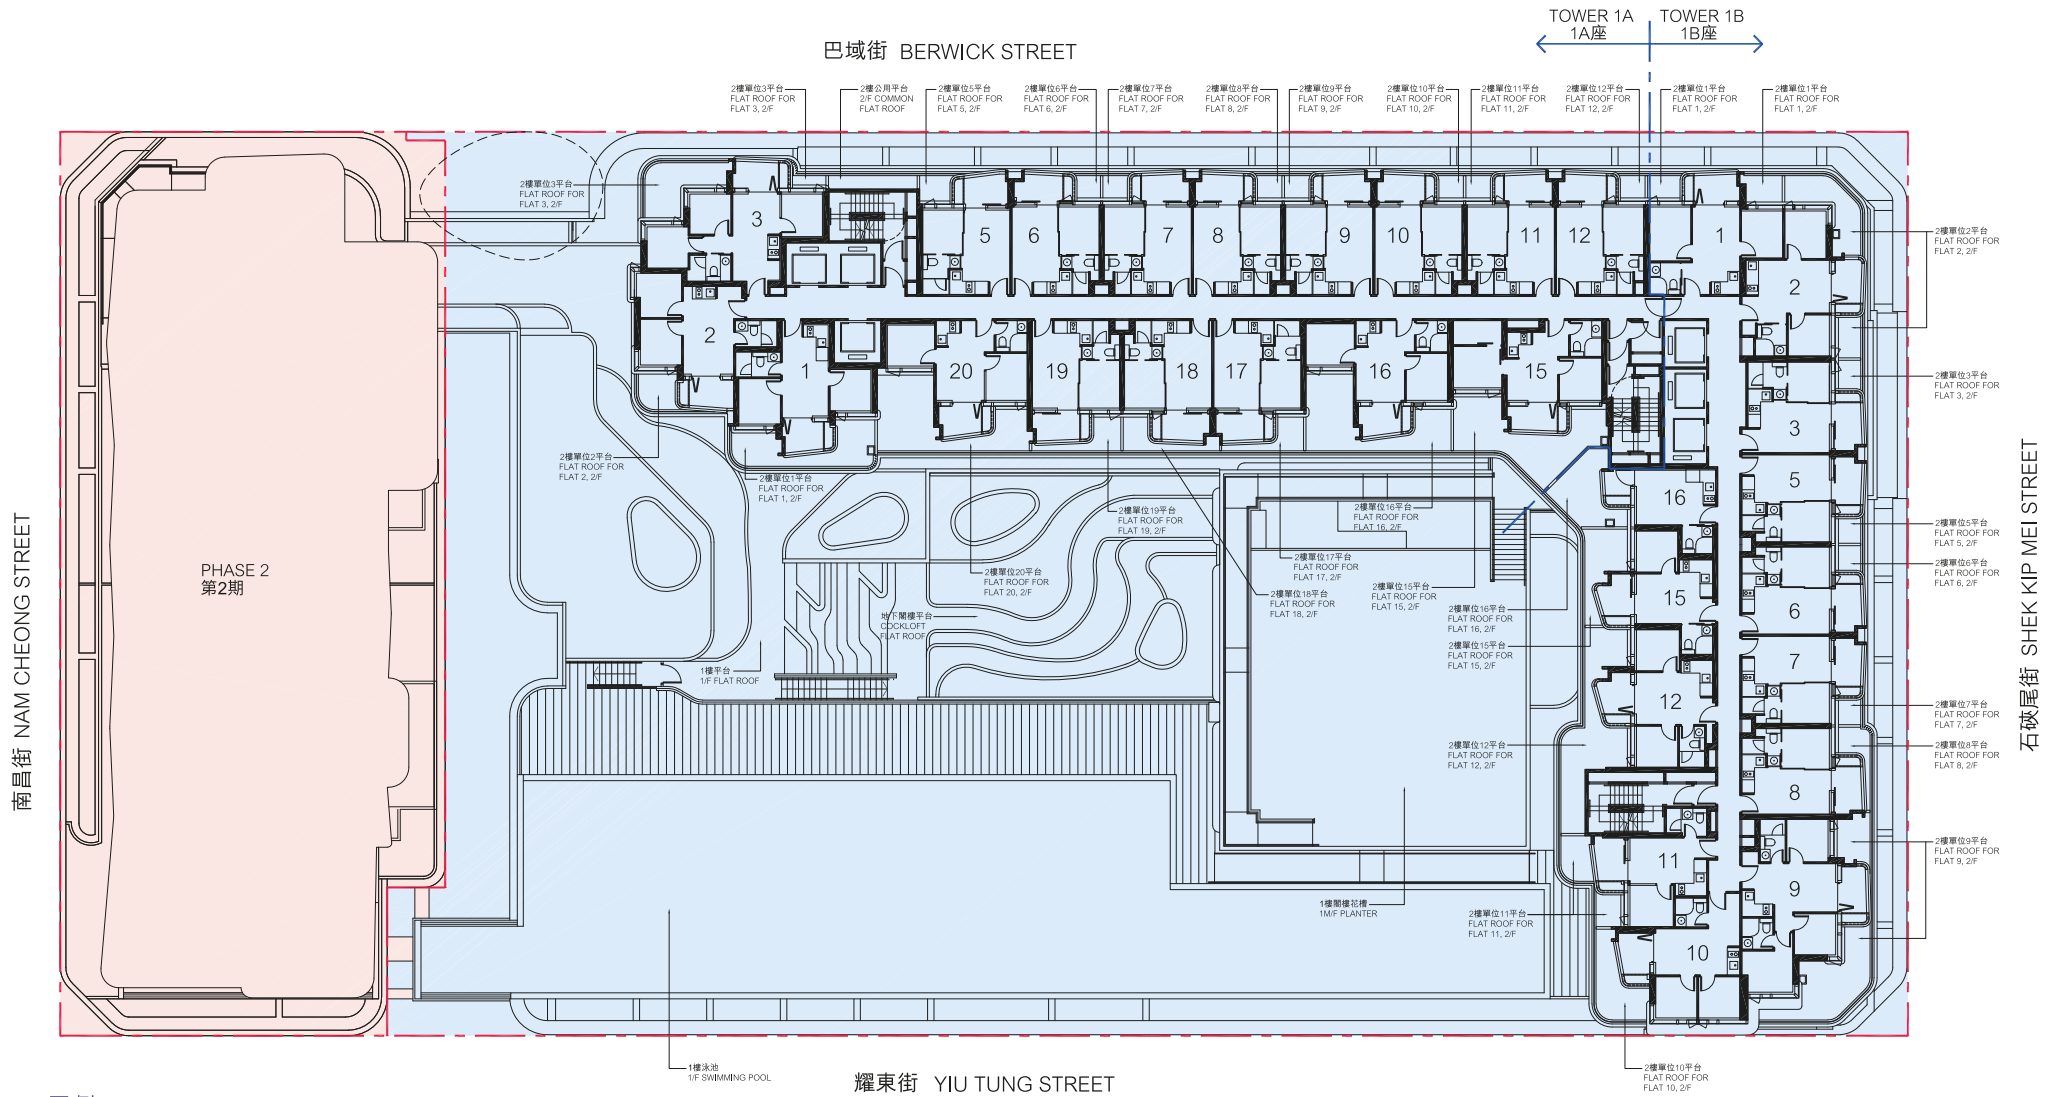 TOWER 1A
1A座
TOWER 1B
1B座
巴域街 BERWICK STREET
2樓單位3平台
FLAT ROOF FOR
FLAT 3, 2/F
2樓公用平台
2/F COMMON
FLAT ROOF
2樓單位5平台
FLAT ROOF FOR
FLAT 5, 2/F
2樓單位6平台
FLAT ROOF FOR
FLAT 6, 2/F
2樓單位7平台
FLAT ROOF FOR
FLAT 7, 2/F
2樓單位8平台
FLAT ROOF FOR
FLAT 8, 2/F
2樓單位9平台
FLAT ROOF FOR
FLAT 9, 2/F
2樓單位10平台
FLAT ROOF FOR
FLAT 10, 2/F
2樓單位11平台
FLAT ROOF FOR
FLAT 11, 2/F
2樓單位12平台
FLAT ROOF FOR
FLAT 12, 2/F
2樓單位1平台
FLAT ROOF FOR
FLAT 1, 2/F
2樓單位1平台
FLAT ROOF FOR
FLAT 1, 2/F
2樓單位3平台
FLAT ROOF FOR
FLAT 3, 2/F
3
5
6
7
8
9
10
11
12
1
2
2樓單位2平台
FLAT ROOF FOR
FLAT 2, 2/F
2
1
20
19
18
17
16
15
3
2樓單位3平台
FLAT ROOF FOR
FLAT 3, 2/F
2樓單位2平台
FLAT ROOF FOR
FLAT 2, 2/F
2樓單位1平台
FLAT ROOF FOR
FLAT 1, 2/F
2樓單位19平台
FLAT ROOF FOR
FLAT 19, 2/F
2樓單位16平台
FLAT ROOF FOR
FLAT 16, 2/F
16
5
2樓單位5平台
FLAT ROOF FOR
FLAT 5, 2/F
2樓單位20平台
FLAT ROOF FOR
FLAT 20, 2/F
2樓單位17平台
FLAT ROOF FOR
FLAT 17, 2/F
2樓單位18平台
FLAT ROOF FOR
FLAT 18, 2/F
2樓單位15平台
FLAT ROOF FOR
FLAT 15, 2/F
2樓單位16平台
FLAT ROOF FOR
FLAT 16, 2/F
15
6
2樓單位6平台
FLAT ROOF FOR
FLAT 6, 2/F
PHASE 2
第2期
地下閣樓平台
COCKLOFT
FLAT ROOF
1樓平台
1/F FLAT ROOF
2樓單位15平台
FLAT ROOF FOR
FLAT 15, 2/F
12
7
2樓單位7平台
FLAT ROOF FOR
FLAT 7, 2/F
2樓單位12平台
FLAT ROOF FOR
FLAT 12, 2/F
8
2樓單位8平台
FLAT ROOF FOR
FLAT 8, 2/F
11
9
2樓單位9平台
FLAT ROOF FOR
FLAT 9, 2/F
1樓閣樓花槽
1M/F PLANTER
2樓單位11平台
FLAT ROOF FOR
FLAT 11, 2/F
10
1樓泳池
1/F SWIMMING POOL
2樓單位10平台
FLAT ROOF FOR
FLAT 10, 2/F
南昌街 NAM CHEONG STREET
石硤尾街 SHEK KIP MEI STREET
耀東街 YIU TUNG STREET